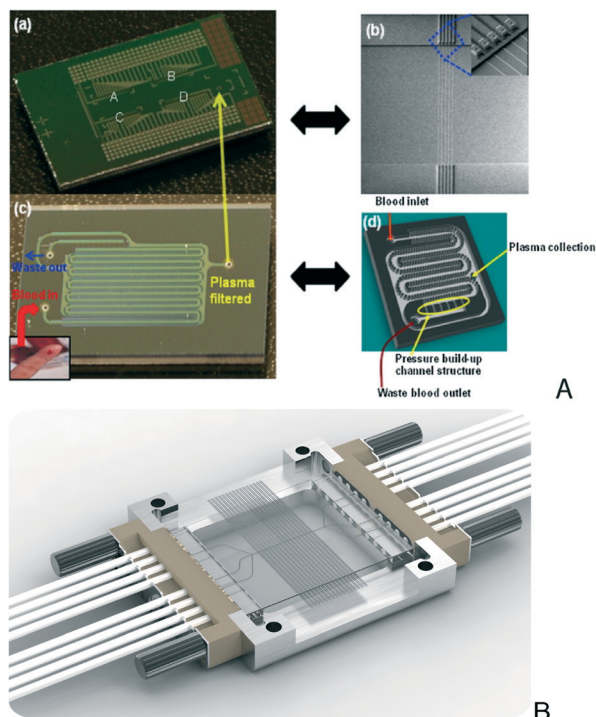 (a)
A
B
C
D
(b)
(c)
Waste out
Blood in
Plasma
filtered
Blood inlet
(d)
Plasma collection
Pressure build-up
channel structure
Waste blood outlet
A
B